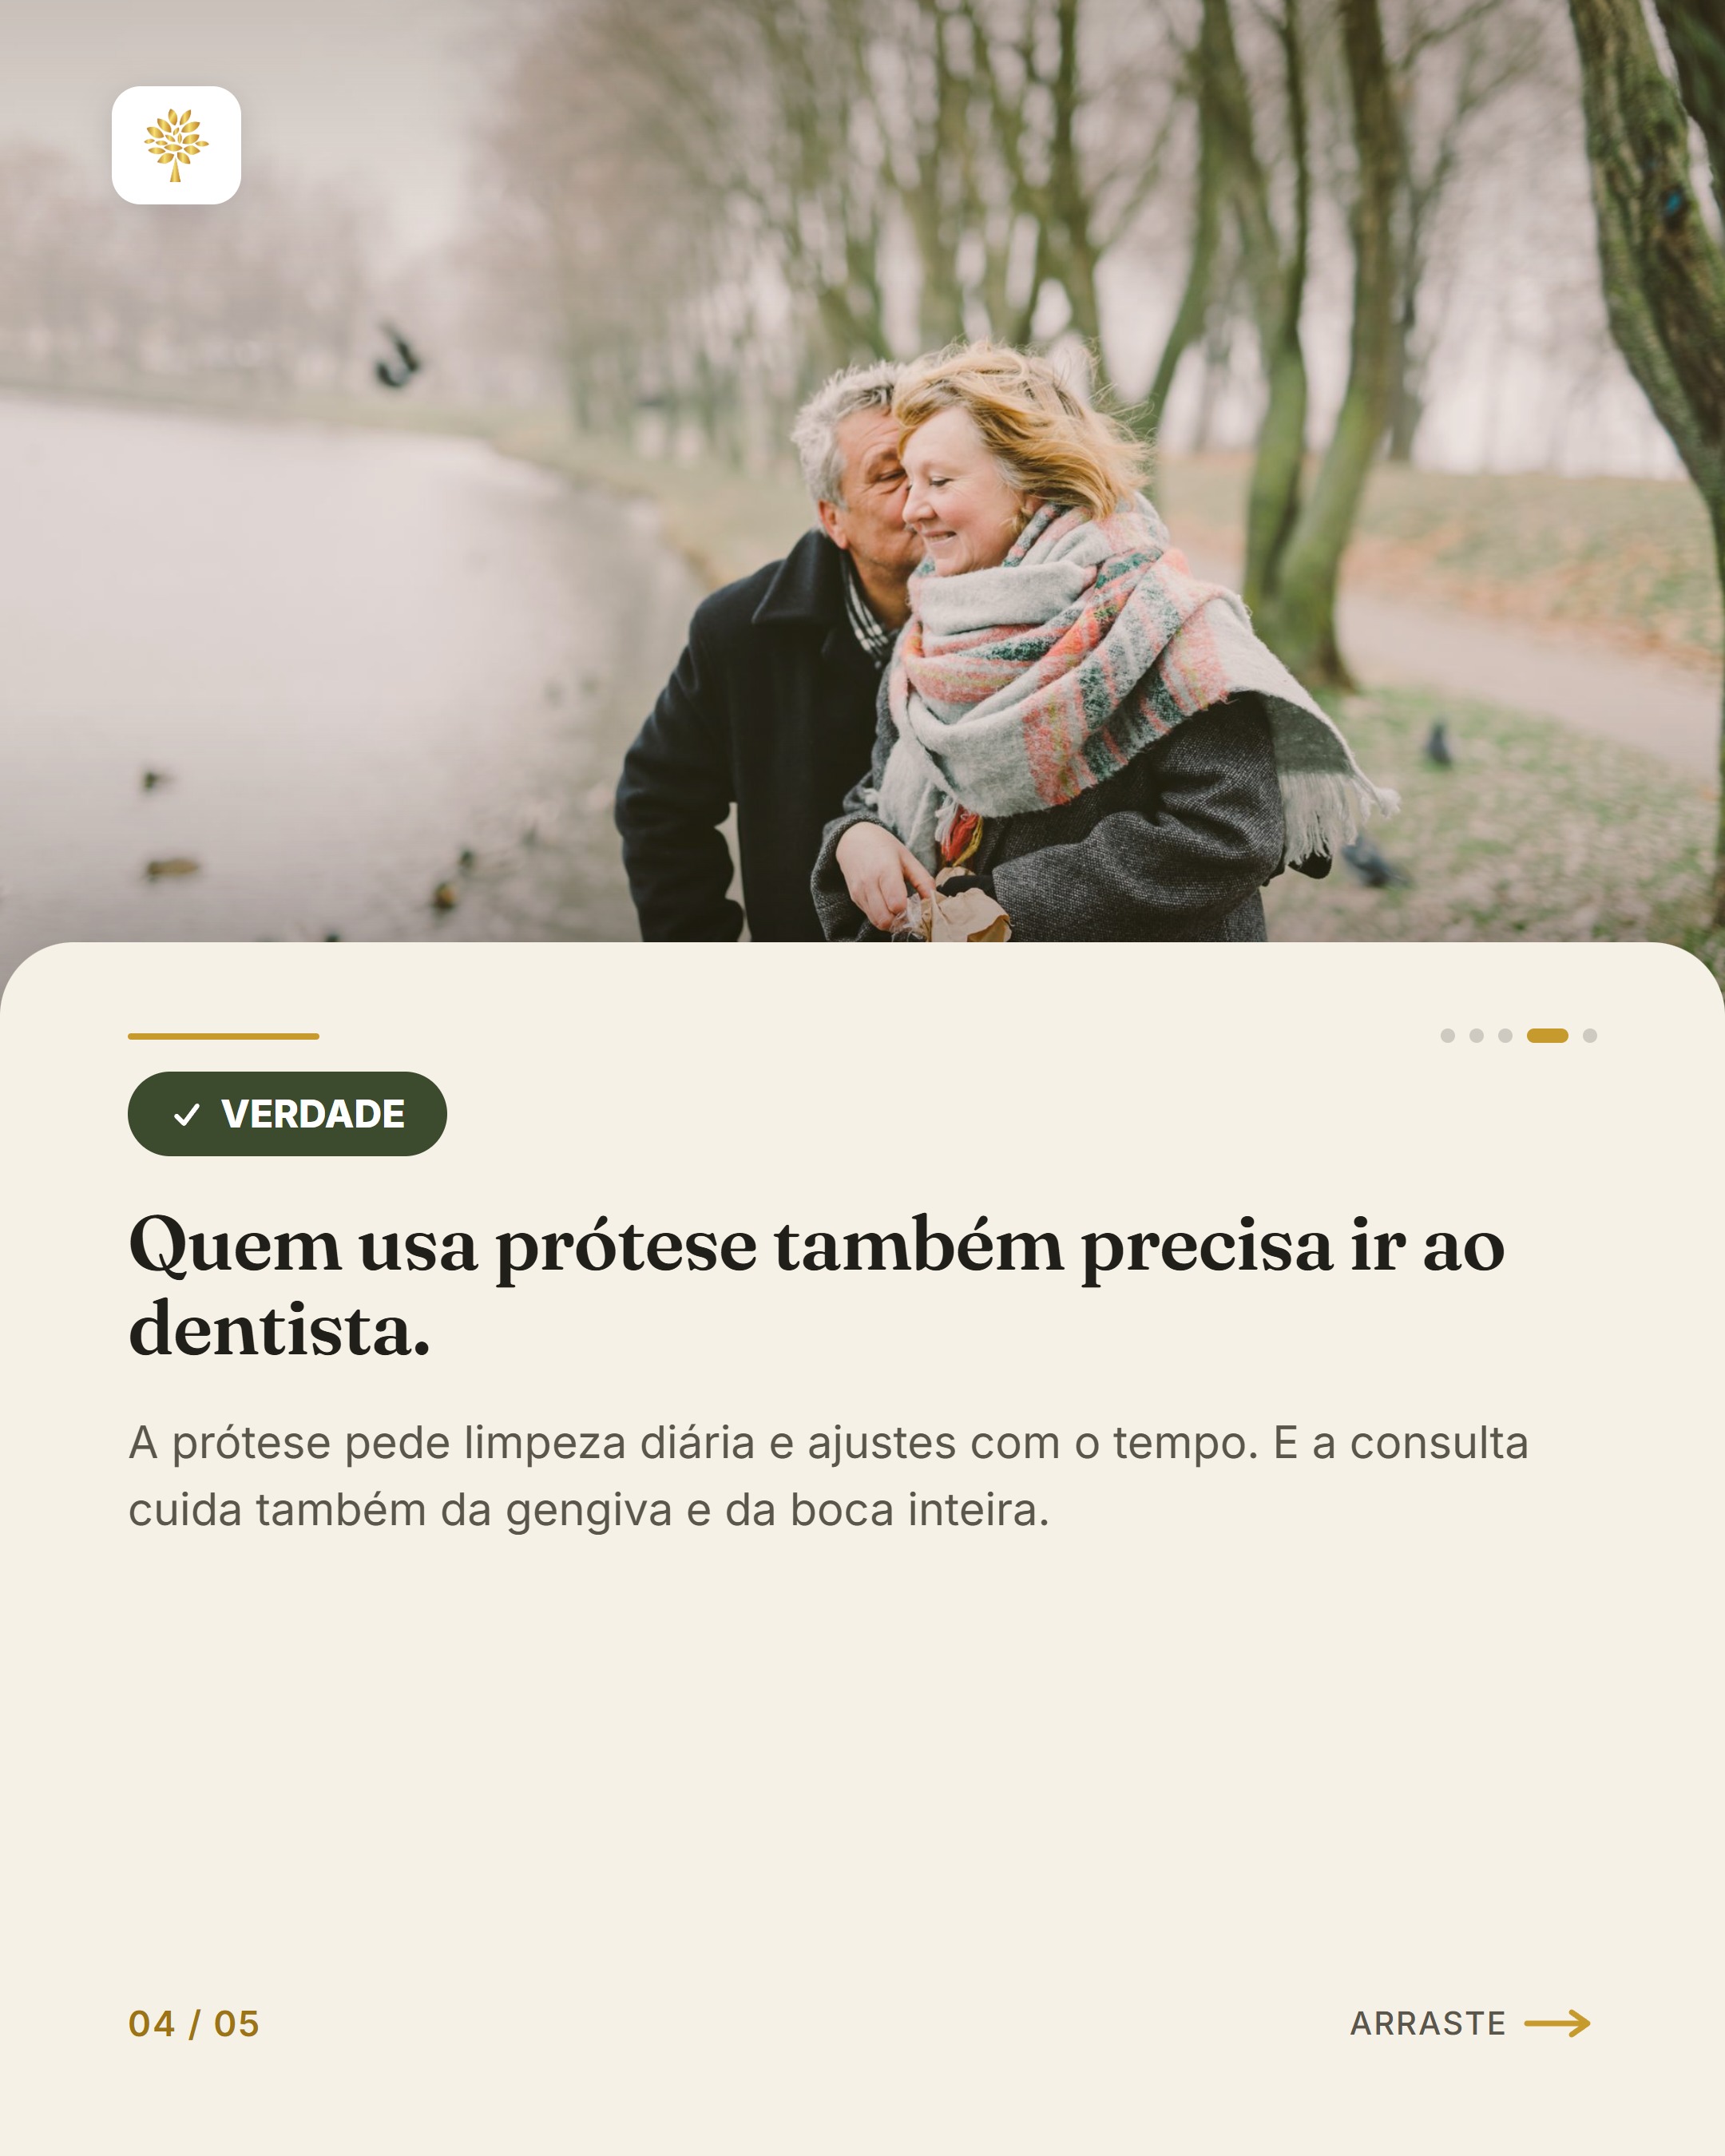 VERDADE
Quem usa prótese também precisa ir ao
dentista.
A prótese pede limpeza diária e ajustes com o tempo. E a consulta
cuida também da gengiva e da boca inteira.
04 / 05
ARRASTE